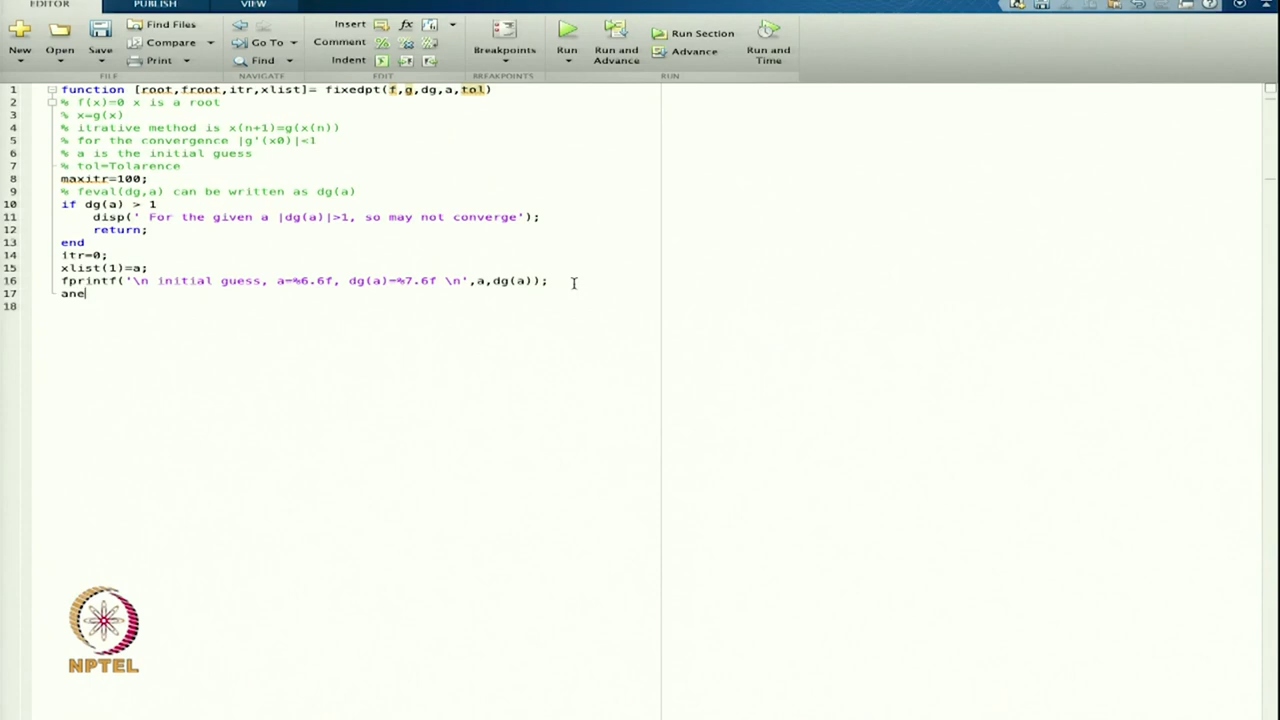 EDITOR PUBLISH VIEW
New Open Save Find Files Compare Print
FILE
Go To Find
NAVIGATE
Insert fx
Comment
Indent
EDIT
Breakpoints
BREAKPOINTS
Run Run and Advance Run Section Advance Run and Time
RUN
1 function [root,froot,itr,xlist]= fixedpt(f,g,dg,a,tol)
2 % f(x)=0 x is a root
3 % x=g(x)
4 % itrative method is x(n+1)=g(x(n))
5 % for the convergence |g'(x0)|<1
6 % a is the initial guess
7 % tol=Tolarence
8 maxitr=100;
9 % feval(dg,a) can be written as dg(a)
10 if dg(a) > 1
11 disp(' For the given a |dg(a)|>1, so may not converge');
12 return;
13 end
14 itr=0;
15 xlist(1)=a;
16 fprintf('\n initial guess, a=%6.6f, dg(a)=%7.6f \n',a,dg(a));
17 ane
18
NPTEL